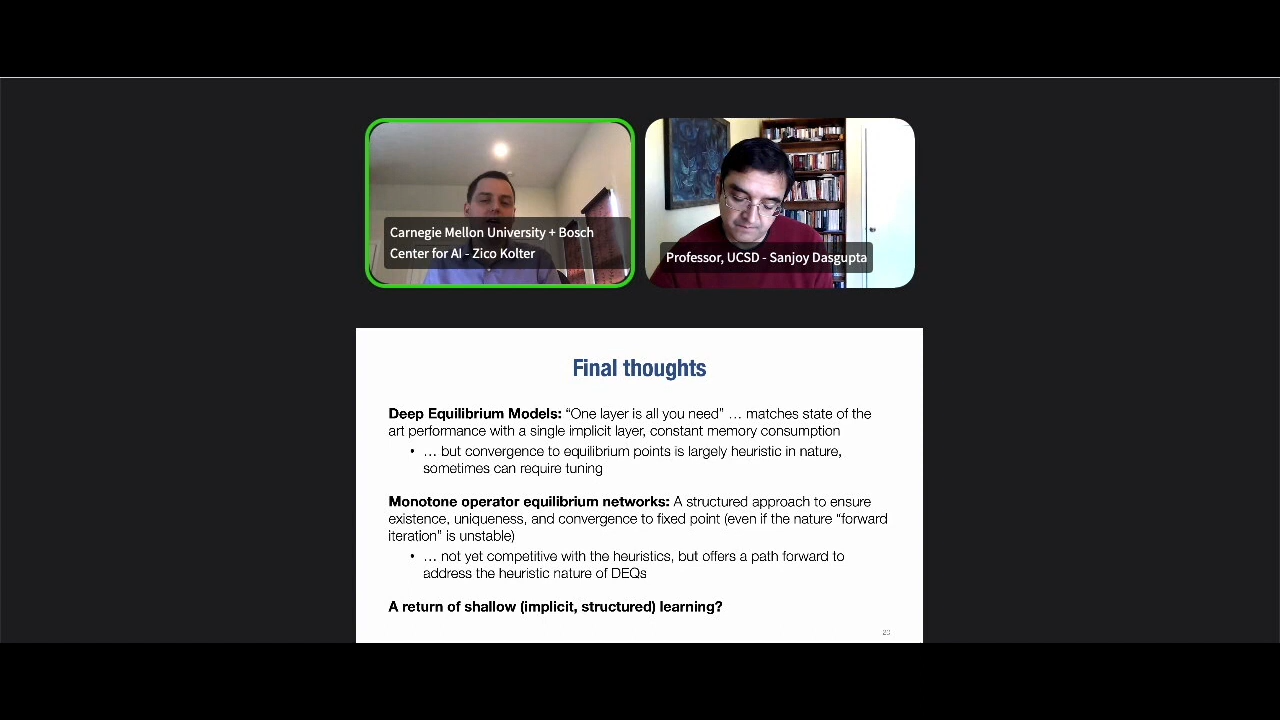 Carnegie Mellon University + Bosch
Center for AI - Zico Kolter
Professor, UCSD - Sanjoy Dasgupta
Final thoughts
Deep Equilibrium Models: “One layer is all you need” … matches state of the
art performance with a single implicit layer, constant memory consumption
• … but convergence to equilibrium points is largely heuristic in nature,
sometimes can require tuning
Monotone operator equilibrium networks: A structured approach to ensure
existence, uniqueness, and convergence to fixed point (even if the nature “forward
iteration” is unstable)
• … not yet competitive with the heuristics, but offers a path forward to
address the heuristic nature of DEQs
A return of shallow (implicit, structured) learning?